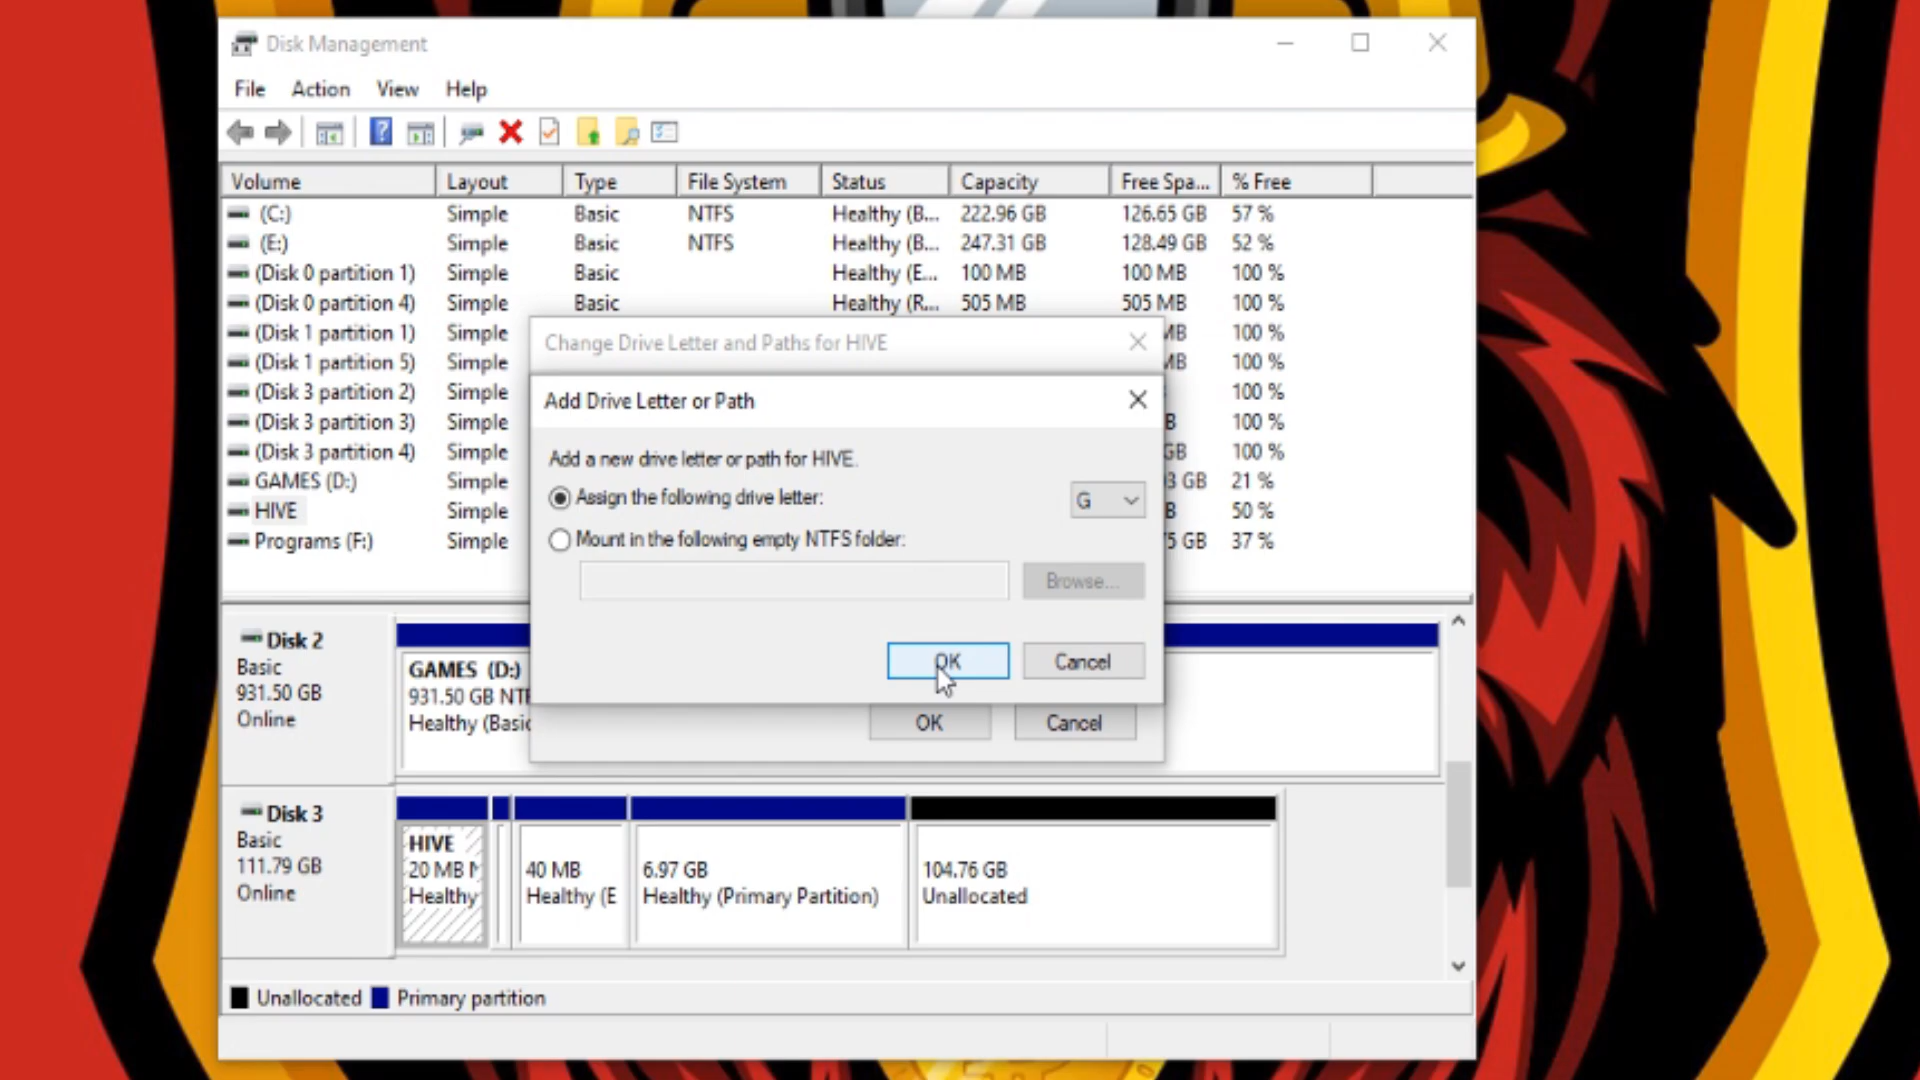 Disk Management
File Action View Help
Volume Layout Type File System Status Capacity Free Spa... % Free
(C:) Simple Basic NTFS Healthy (B... 222.96 GB 126.65 GB 57 %
(E:) Simple Basic NTFS Healthy (B... 247.31 GB 128.49 GB 52 %
(Disk 0 partition 1) Simple Basic Healthy (E... 100 MB 100 MB 100 %
(Disk 0 partition 4) Simple Basic Healthy (R... 505 MB 505 MB 100 %
(Disk 1 partition 1) Simple MB 100 %
(Disk 1 partition 5) Simple MB 100 %
(Disk 3 partition 2) Simple 100 %
(Disk 3 partition 3) Simple B 100 %
(Disk 3 partition 4) Simple GB 100 %
GAMES (D:) Simple 3 GB 21 %
HIVE Simple B 50 %
Programs (F:) Simple 5 GB 37 %
Change Drive Letter and Paths for HIVE
Add Drive Letter or Path
Add a new drive letter or path for HIVE.
Assign the following drive letter: G
Mount in the following empty NTFS folder:
Browse...
OK Cancel
OK Cancel
Disk 2
Basic
931.50 GB
Online
GAMES (D:)
931.50 GB NTF
Healthy (Basic
Disk 3
Basic
111.79 GB
Online
HIVE
20 MB
Healthy
40 MB
Healthy (E
6.97 GB
Healthy (Primary Partition)
104.76 GB
Unallocated
Unallocated Primary partition